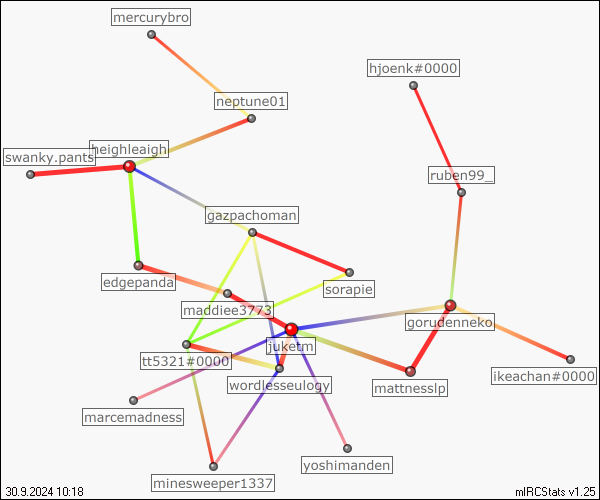 mercurybro
hjoenk#0000
neptune01
heighleaigh
swanky.pants
ruben99_
gazpachoman
edgepanda
sorapie
maddiee3773
gorudenneko
juketm
tt5321#0000
ikeachan#0000
wordlesseulogy
mattnesslp
marcemadness
yoshimanden
minesweeper1337
30.9.2024 10:18
mIRCStats v1.25